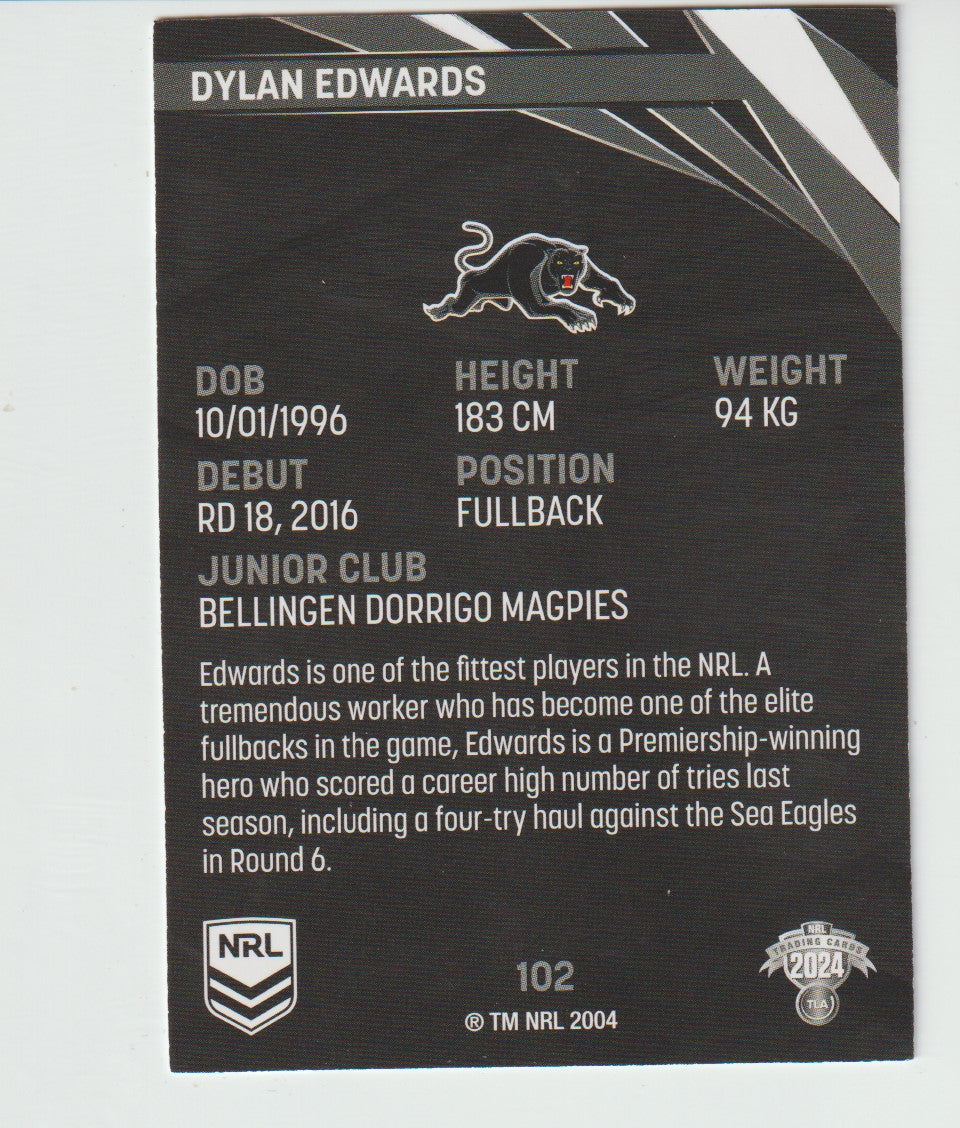 DYLAN EDWARDS
DOB HEIGHT WEIGHT
10/01/1996 183 CM 94 KG
DEBUT POSITION
RD 18, 2016 FULLBACK
JUNIOR CLUB
BELLINGEN DORRIGO MAGPIES
Edwards is one of the fittest players in the NRL. A
tremendous worker who has become one of the elite
fullbacks in the game, Edwards is a Premiership-winning
hero who scored a career high number of tries last
season, including a four-try haul against the Sea Eagles
in Round 6.
NRL
102
® TM NRL 2004
NRL
TRADING CARDS
2024
TLA